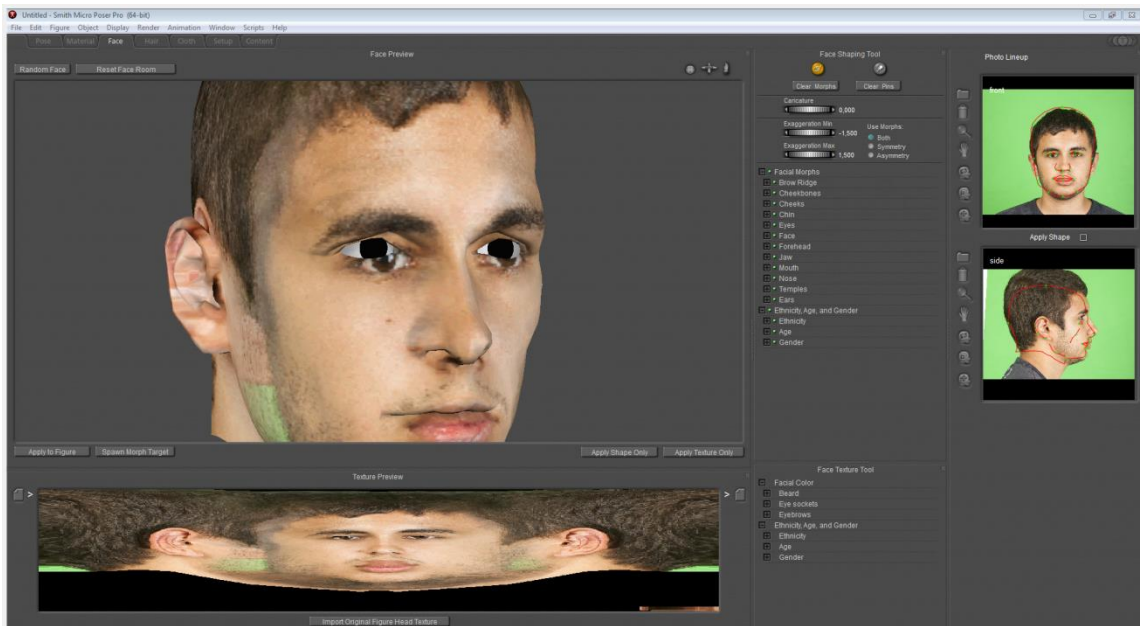 Untitled - Smith Micro Poser Pro (64-bit)
File Edit Figure Object Display Render Animation Window Scripts Help
Pose Material Face Hair Cloth Setup Content
Face Preview
Random Face Reset Face Room
Apply to Figure Spawn Morph Target Apply Shape Only Apply Texture Only
Texture Preview
> >
Import Original Figure Head Texture
Face Shaping Tool
Clear Morphs Clear Pins
Caricature
0,000
Exaggeration Min
-1,500
Exaggeration Max
1,500
Use Morphs:
Both
Symmetry
Asymmetry
Facial Morphs
Brow Ridge
Cheekbones
Cheeks
Chin
Eyes
Face
Forehead
Jaw
Mouth
Nose
Temples
Ears
Ethnicity, Age, and Gender
Ethnicity
Age
Gender
Face Texture Tool
Facial Color
Beard
Eye sockets
Eyebrows
Ethnicity, Age, and Gender
Ethnicity
Age
Gender
Photo Lineup
front
Apply Shape
side